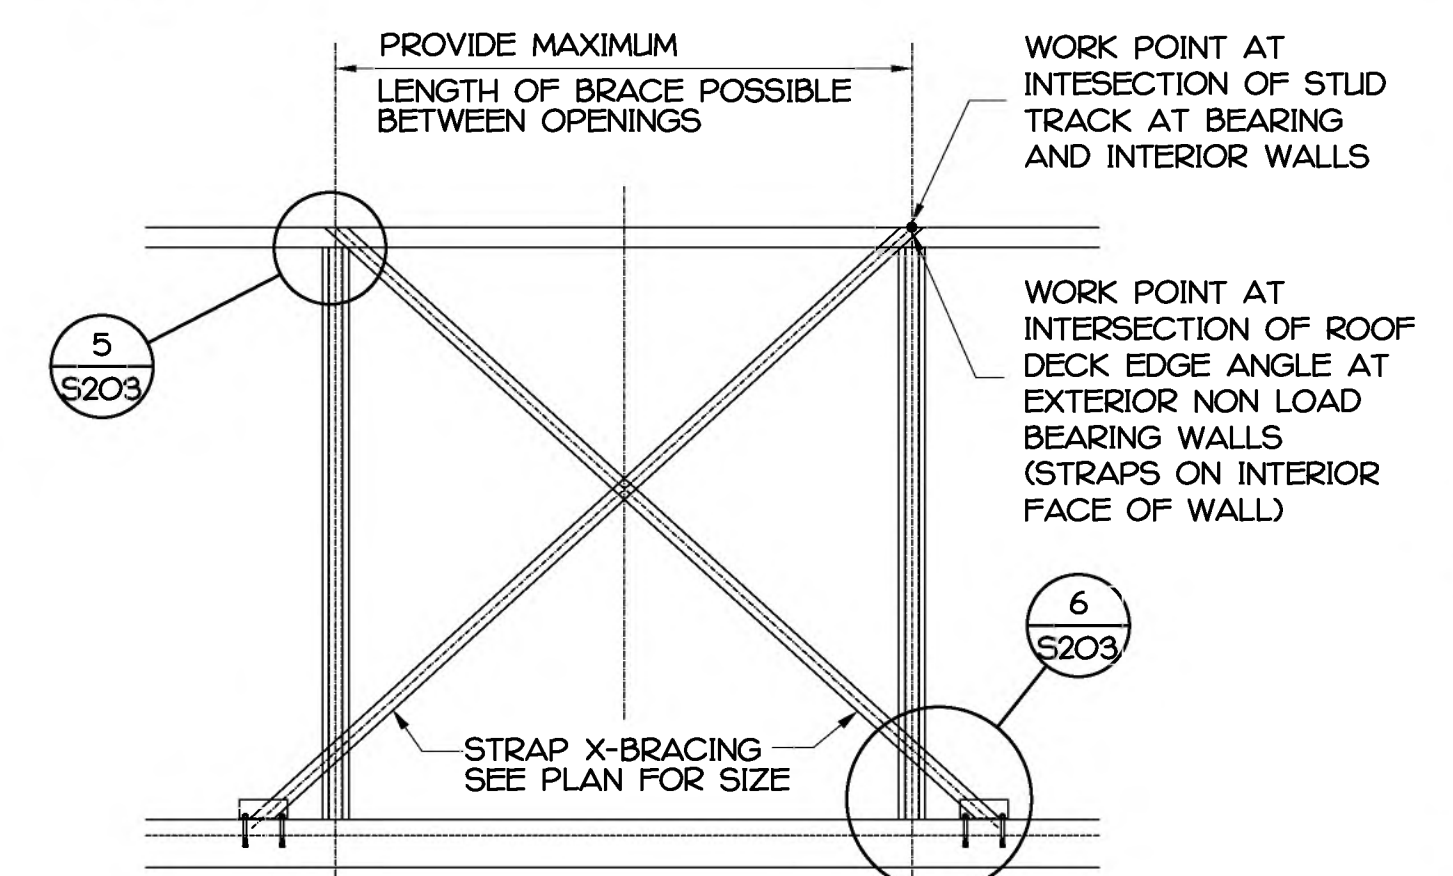 PROVIDE MAXIMUM
LENGTH OF BRACE POSSIBLE
BETWEEN OPENINGS
WORK POINT AT
INTESECTION OF STUD
TRACK AT BEARING
AND INTERIOR WALLS
WORK POINT AT
INTERSECTION OF ROOF
DECK EDGE ANGLE AT
EXTERIOR NON LOAD
BEARING WALLS
(STRAPS ON INTERIOR
FACE OF WALL)
5
S203
6
S203
STRAP X-BRACING
SEE PLAN FOR SIZE